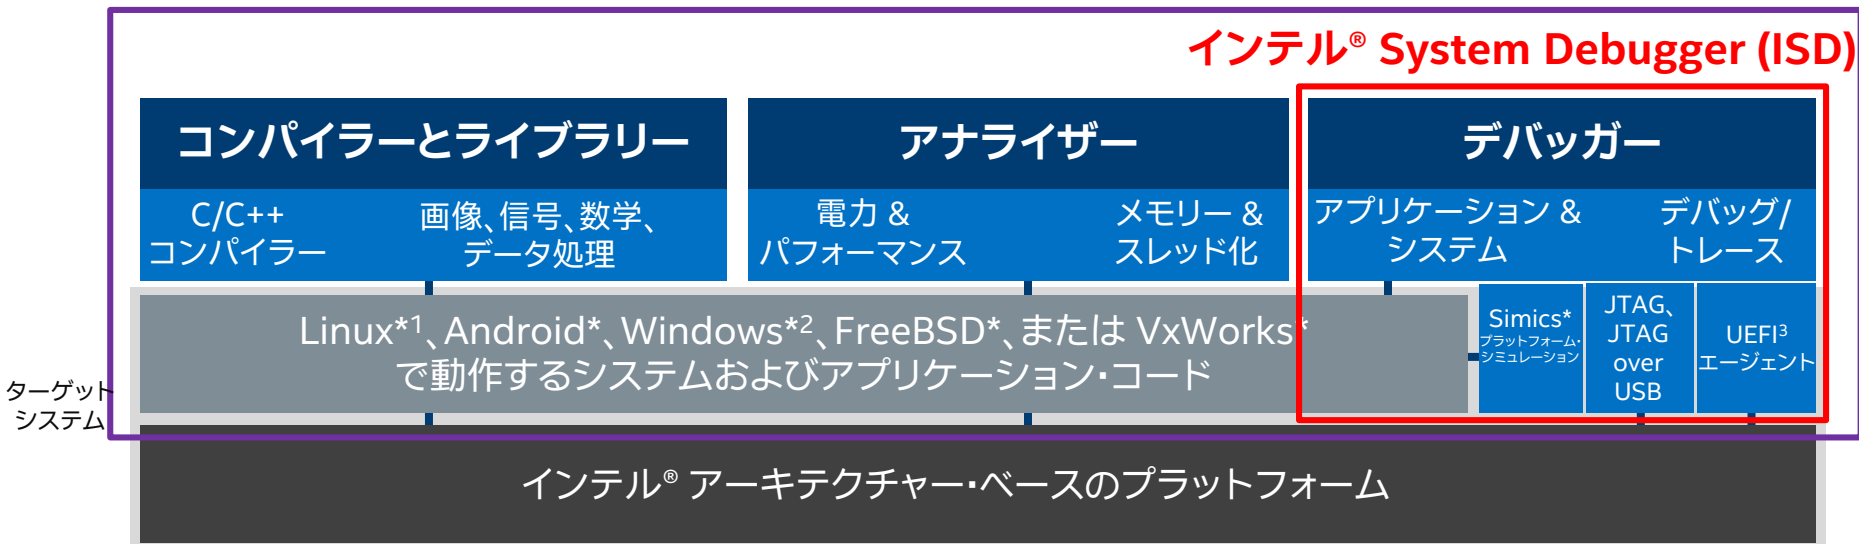 インテル® System Debugger (ISD)
コンパイラーとライブラリー
アナライザー
デバッガー
C/C++
コンパイラー
画像、信号、数学、
データ処理
電力 &
パフォーマンス
メモリー &
スレッド化
アプリケーション &
システム
デバッグ/
トレース
Linux*1、Android*、Windows*2、FreeBSD*、または VxWorks*
で動作するシステムおよびアプリケーション・コード
Simics*
プラットフォーム・
シミュレーション
JTAG、
JTAG
over
USB
UEFI3
エージェント
ターゲット
システム
インテル® アーキテクチャー・ベースのプラットフォーム